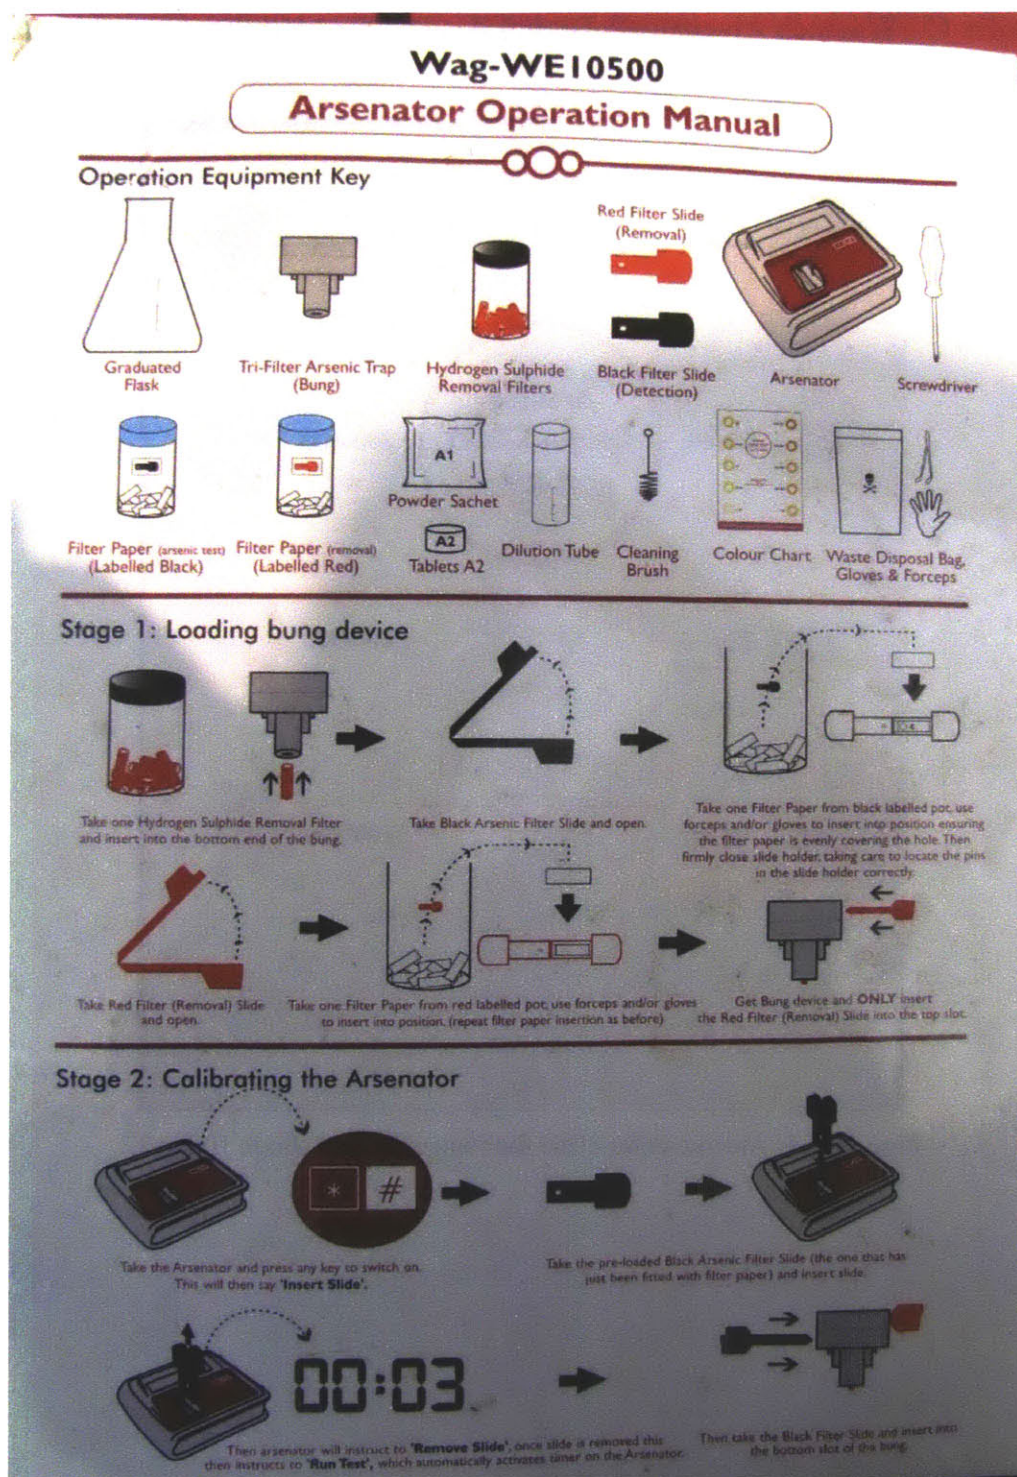 Wag-WE10500
Arsenator Operation Manual
Operation Equipment Key
Graduated
Flask
Tri-Filter Arsenic Trap
(Bung)
Hydrogen Sulphide
Removal Filters
Red Filter Slide
(Removal)
Black Filter Slide
(Detection)
Arsenator
Screwdriver
Filter Paper (arsenic test)
(Labelled Black)
Filter Paper (removal)
(Labelled Red)
A1
Powder Sachet
A2
Tablets A2
Dilution Tube
Cleaning
Brush
Colour Chart
Waste Disposal Bag,
Gloves & Forceps
Stage 1: Loading bung device
Take one Hydrogen Sulphide Removal Filter
and insert into the bottom end of the bung.
Take Black Arsenic Filter Slide and open.
Take one Filter Paper from black labelled pot, use
forceps and/or gloves to insert into position ensuring
the filter paper is evenly covering the hole. Then
firmly close slide holder, taking care to locate the pins
in the slide holder correctly.
Take Red Filter (Removal) Slide
and open.
Take one Filter Paper from red labelled pot, use forceps and/or gloves
to insert into position, (repeat filter paper insertion as before)
Get Bung device and ONLY insert
the Red Filter (Removal) Slide into the top slot.
Stage 2: Calibrating the Arsenator
* #
Take the Arsenator and press any key to switch on.
This will then say 'Insert Slide'.
Take the pre-loaded Black Arsenic Filter Slide (the one that has
just been fitted with filter paper) and insert slide.
00:03
Then arsenator will instruct to 'Remove Slide', once slide is removed this
then instructs to 'Run Test', which automatically activates timer on the Arsenator.
Then take the Black Filter Slide and insert into
the bottom slot of the bung.